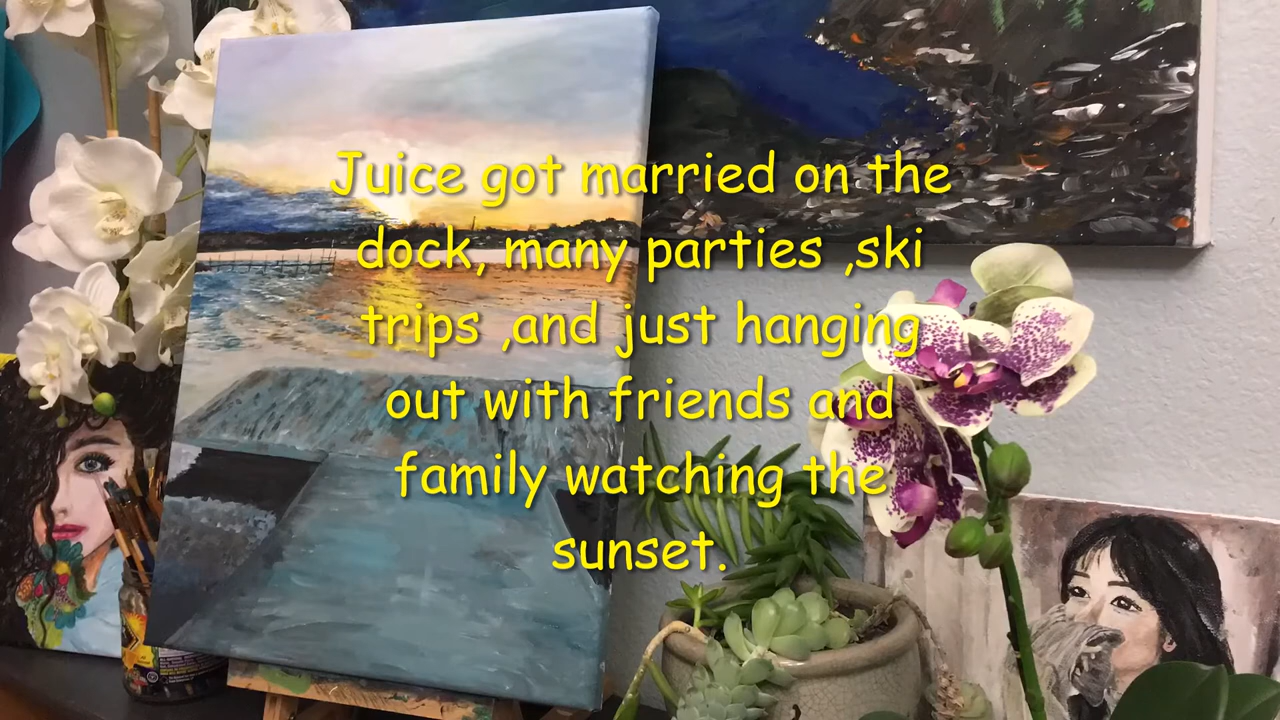 Juice got married on the
dock, many parties ,ski
trips ,and just hanging
out with friends and
family watching the
sunset.